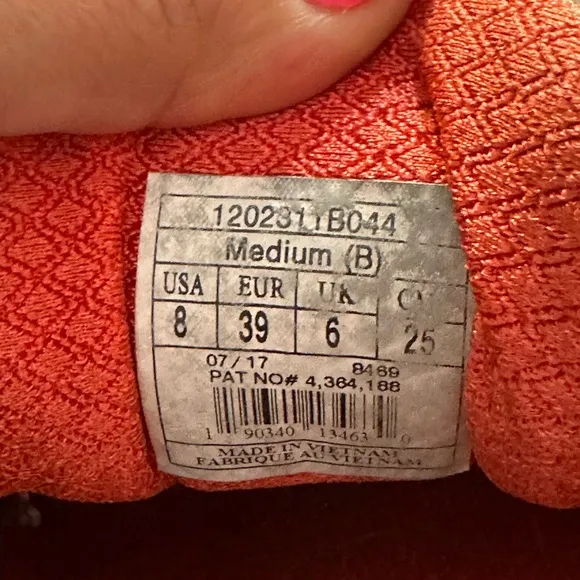 1202311B044
Medium (B)
USA EUR UK
8 39 6 25
07/17 8469
PAT NO# 4,364,188
1 90340 13463 0
MADE IN VIETNAM
FABRIQUE AU VIETNAM